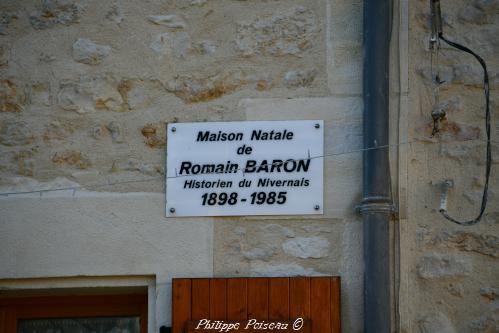 Maison Natale
de
Romain BARON
Historien du Nivernais
1898 - 1985
Philippe Poiseau ©